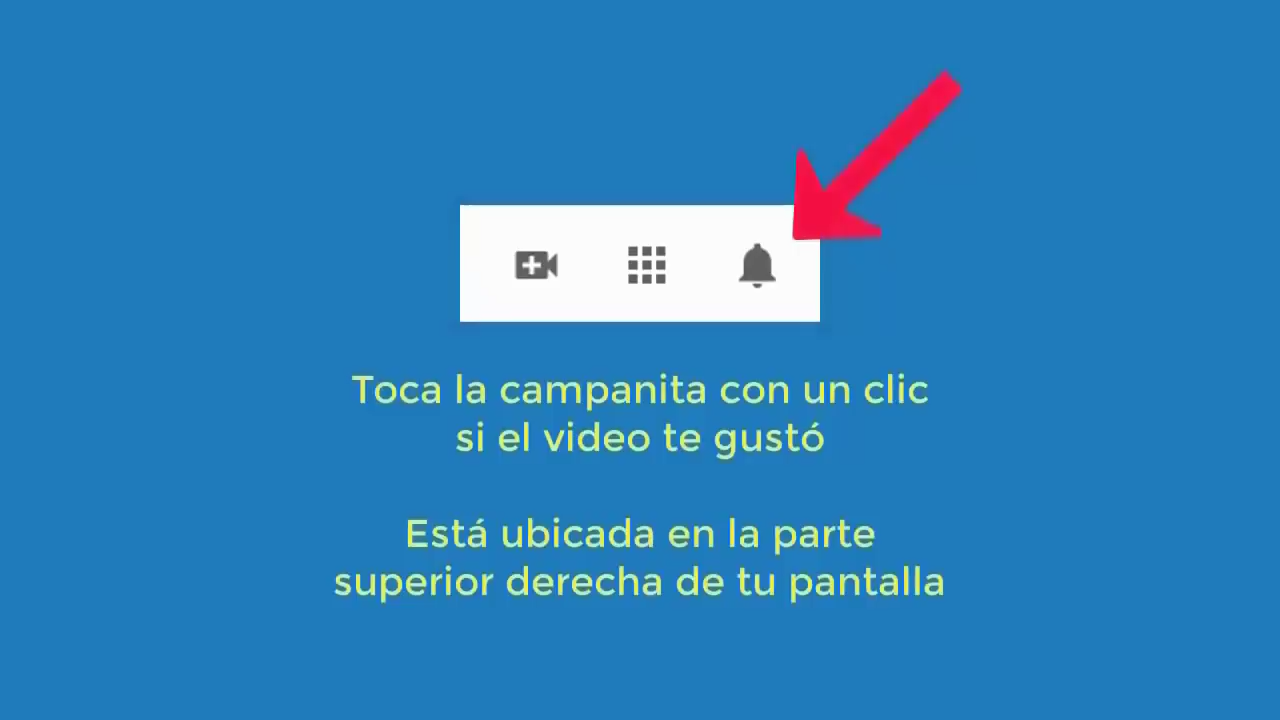 Toca la campanita con un clic
si el video te gustó
Está ubicada en la parte
superior derecha de tu pantalla